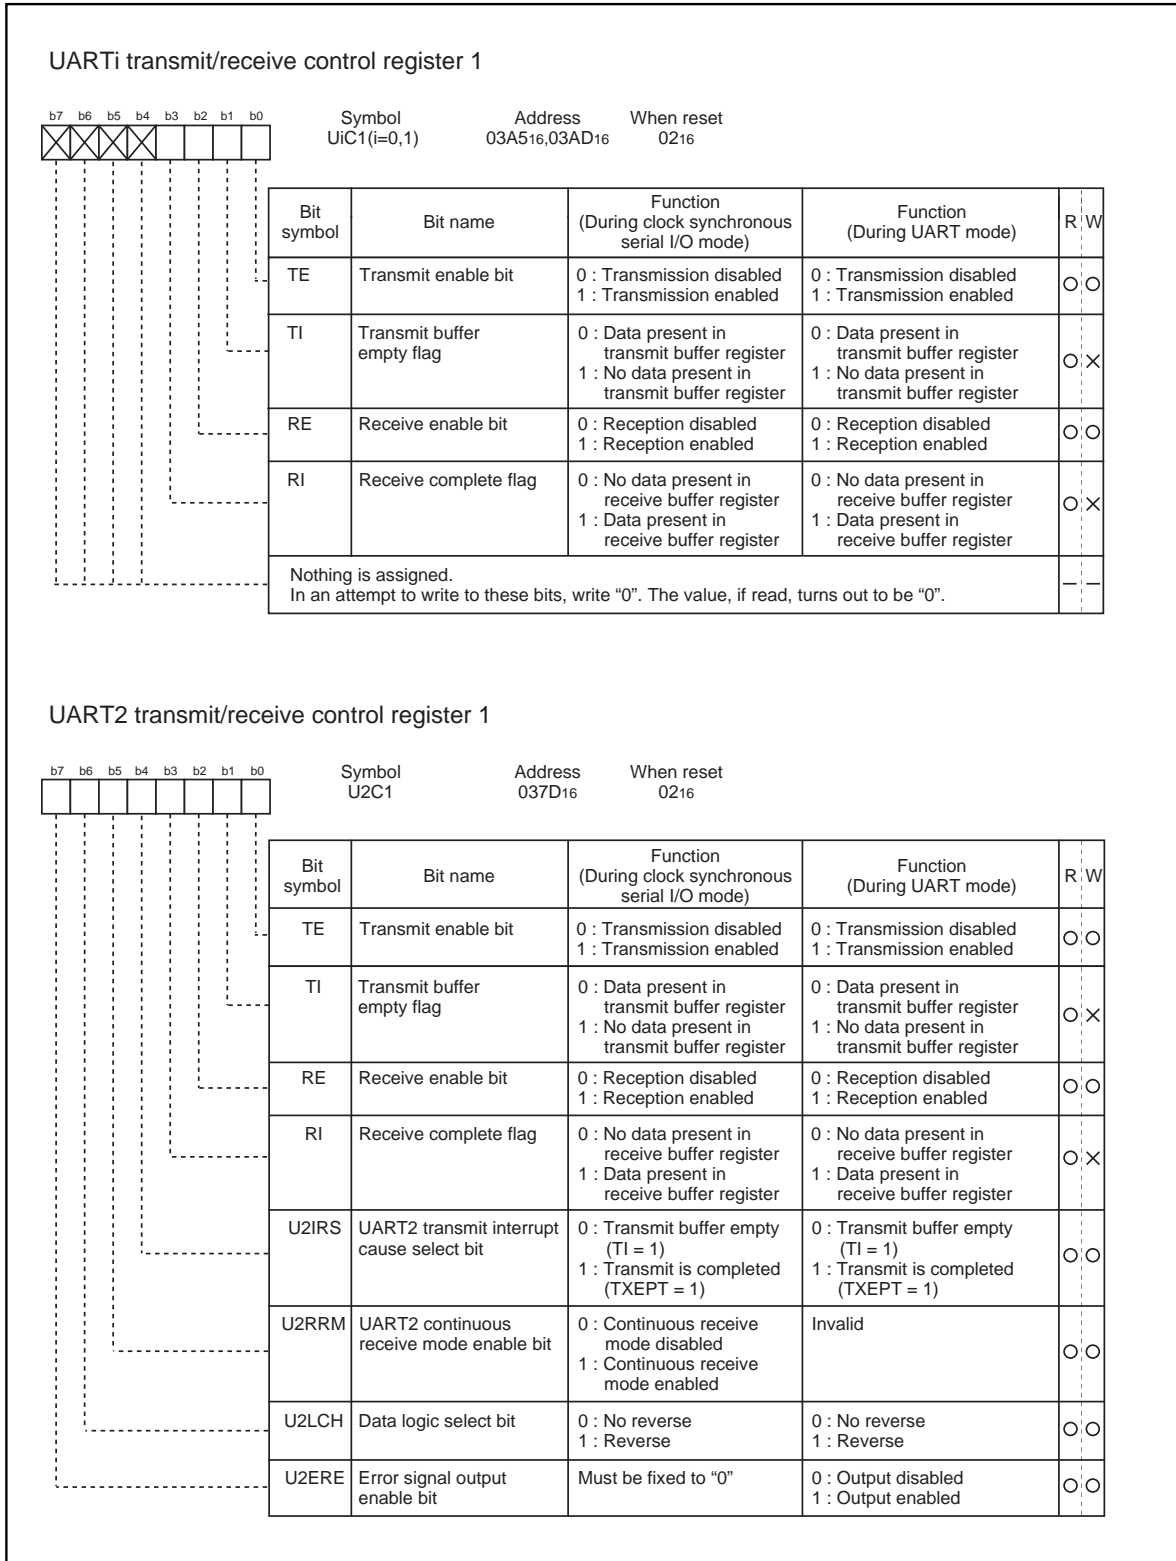 UARTi transmit/receive control register 1
b7 b6 b5 b4 b3 b2 b1 b0
Symbol Address When reset
UiC1(i=0,1) 03A516,03AD16 0216
Bit symbol Bit name Function (During clock synchronous serial I/O mode) Function (During UART mode) R W
TE Transmit enable bit 0 : Transmission disabled 0 : Transmission disabled
1 : Transmission enabled 1 : Transmission enabled
TI Transmit buffer 0 : Data present in 0 : Data present in
empty flag transmit buffer register transmit buffer register
1 : No data present in 1 : No data present in
transmit buffer register transmit buffer register
RE Receive enable bit 0 : Reception disabled 0 : Reception disabled
1 : Reception enabled 1 : Reception enabled
RI Receive complete flag 0 : No data present in 0 : No data present in
receive buffer register receive buffer register
1 : Data present in 1 : Data present in
receive buffer register receive buffer register
Nothing is assigned.
In an attempt to write to these bits, write “0”. The value, if read, turns out to be “0”.
UART2 transmit/receive control register 1
b7 b6 b5 b4 b3 b2 b1 b0
Symbol Address When reset
U2C1 037D16 0216
Bit symbol Bit name Function (During clock synchronous serial I/O mode) Function (During UART mode) R W
TE Transmit enable bit 0 : Transmission disabled 0 : Transmission disabled
1 : Transmission enabled 1 : Transmission enabled
TI Transmit buffer 0 : Data present in 0 : Data present in
empty flag transmit buffer register transmit buffer register
1 : No data present in 1 : No data present in
transmit buffer register transmit buffer register
RE Receive enable bit 0 : Reception disabled 0 : Reception disabled
1 : Reception enabled 1 : Reception enabled
RI Receive complete flag 0 : No data present in 0 : No data present in
receive buffer register receive buffer register
1 : Data present in 1 : Data present in
receive buffer register receive buffer register
U2IRS UART2 transmit interrupt 0 : Transmit buffer empty 0 : Transmit buffer empty
cause select bit (TI = 1) (TI = 1)
1 : Transmit is completed 1 : Transmit is completed
(TXEPT = 1) (TXEPT = 1)
U2RRM UART2 continuous 0 : Continuous receive Invalid
receive mode enable bit mode disabled
1 : Continuous receive
mode enabled
U2LCH Data logic select bit 0 : No reverse 0 : No reverse
1 : Reverse 1 : Reverse
U2ERE Error signal output Must be fixed to “0” 0 : Output disabled
enable bit 1 : Output enabled